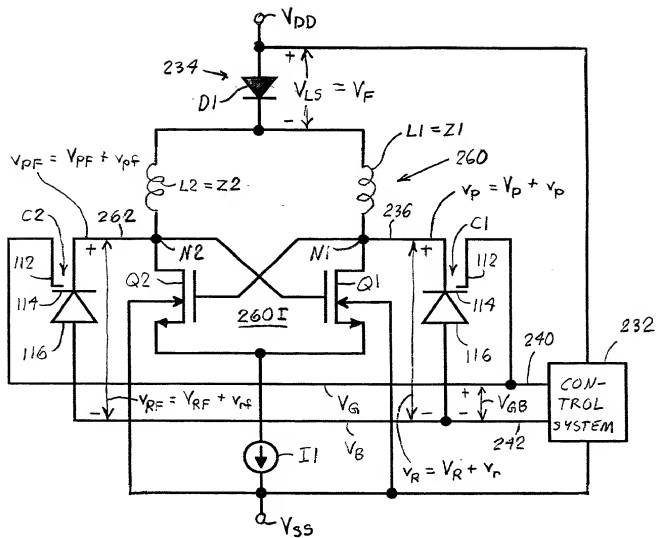 VDD
234
+
D1
VLS = VF
-
L1 = Z1
260
vPF = VPF + vpf
L2 = Z2
vP = VP + vp
C2
262
236
C1
112
+
N2
N1
+
112
114
Q2
Q1
114
116
260I
116
232
240
vRF = VRF + vrf
VG
+
VGB
CON-
TROL
SYSTEM
-
VB
-
-
242
I1
vR = VR + vr
VSS